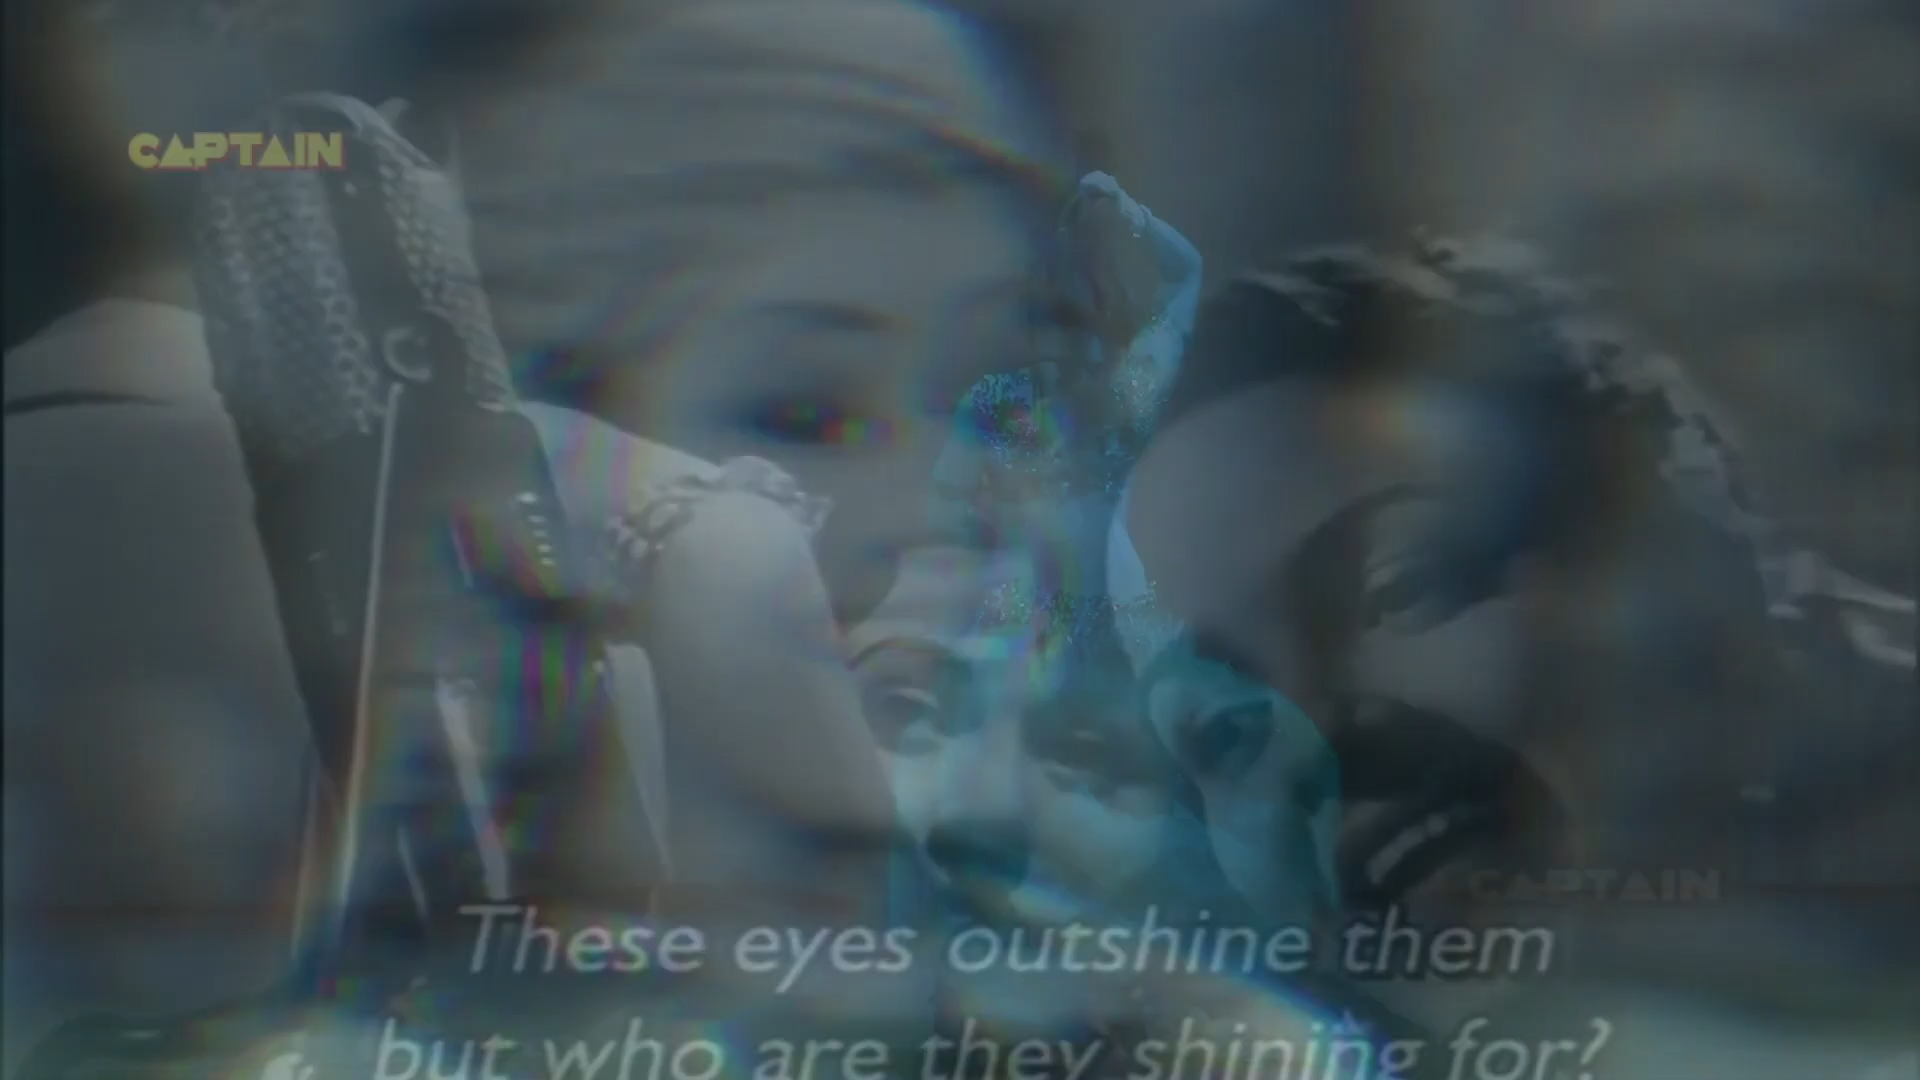 CAPTAIN
CAPTAIN
These eyes outshine them
but who are they shining for?